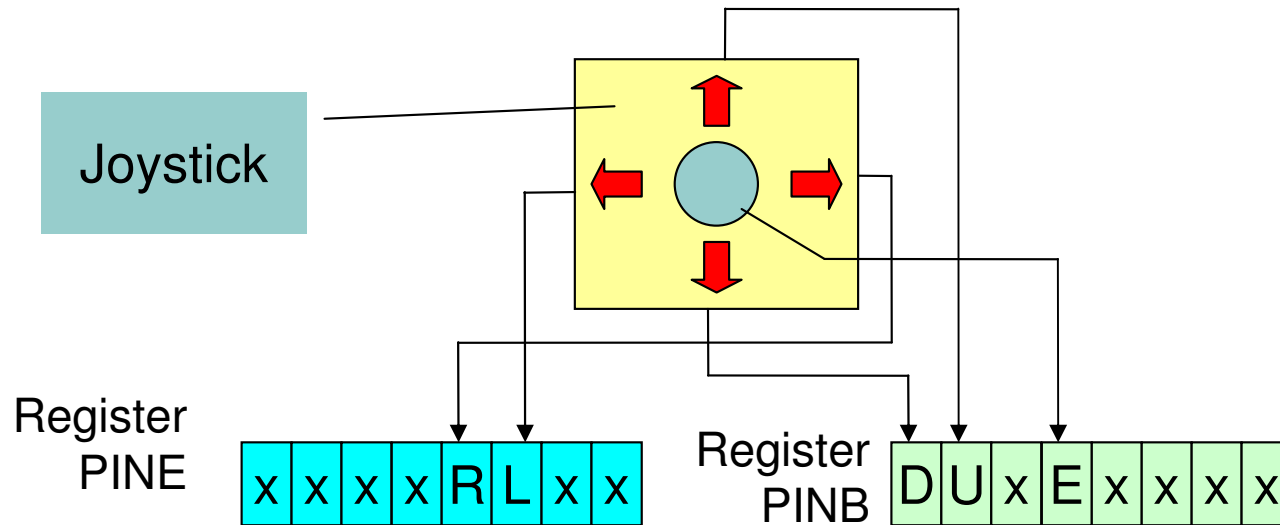 Joystick
Register
PINE
x x x x R L x x
Register
PINB
D U x E x x x x